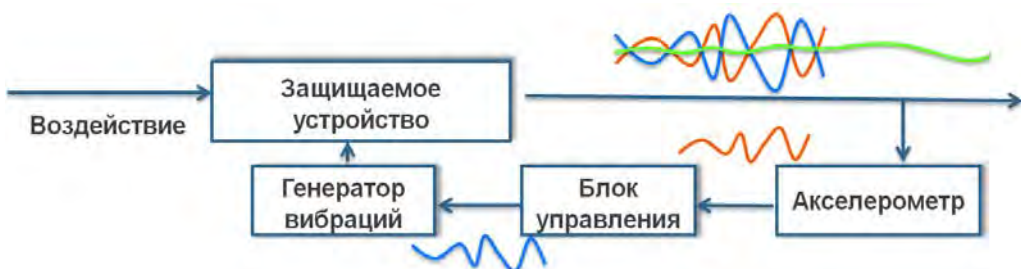 Защищаемое
устройство
Воздействие
Генератор
вибраций
Блок
управления
Акселерометр